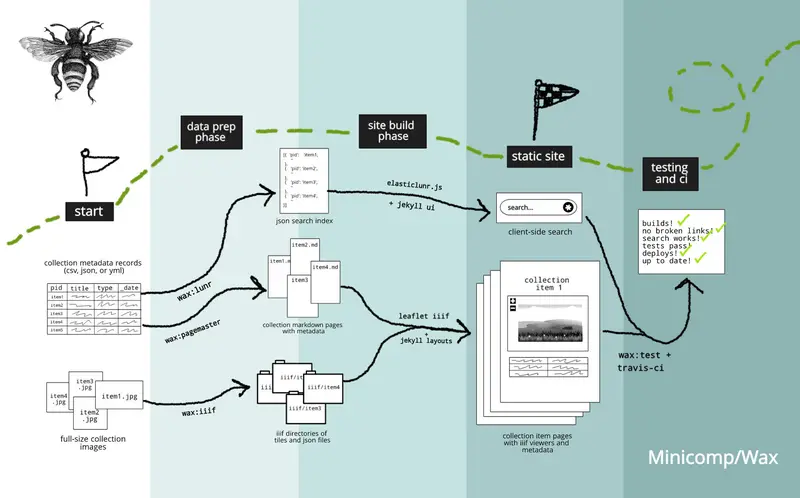 start
data prep
phase
site build
phase
static site
testing
and ci
collection metadata records
(csv, json, or yml)
pid title type _date
item1
item2
item3
item4
item5
item3
.jpg
item4
.jpg
item1.jpg
item2
.jpg
full-size collection
images
wax:lunr
wax:pagemaster
wax:iiif
[{ 'pid': 'item1,
'pid': 'item2',
'pid': 'item3',
'pid': 'item4',
}]
json search index
item2.md
item1.m
item4.md
item3
collection markdown pages
with metadata
iiif/it
iii
iiif/item4
iiif/item3
iiif directories of
tiles and json files
elasticlunr.js
+ jekyll ui
leaflet iiif
+
jekyll layouts
search...
client-side search
collection
item 1
collection item pages
with iiif viewers and
metadata
builds!
no broken links!
search works!
tests pass!
deploys!
up to date!
wax:test +
travis-ci
Minicomp/Wax